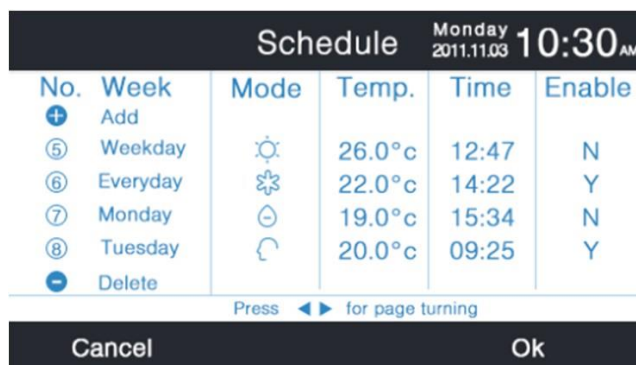 Schedule Monday 2011.11.03 10:30 AM
No. Week Mode Temp. Time Enable
Add
5 Weekday 26.0°c 12:47 N
6 Everyday 22.0°c 14:22 Y
7 Monday 19.0°c 15:34 N
8 Tuesday 20.0°c 09:25 Y
Delete
Press ◀ ▶ for page turning
Cancel Ok